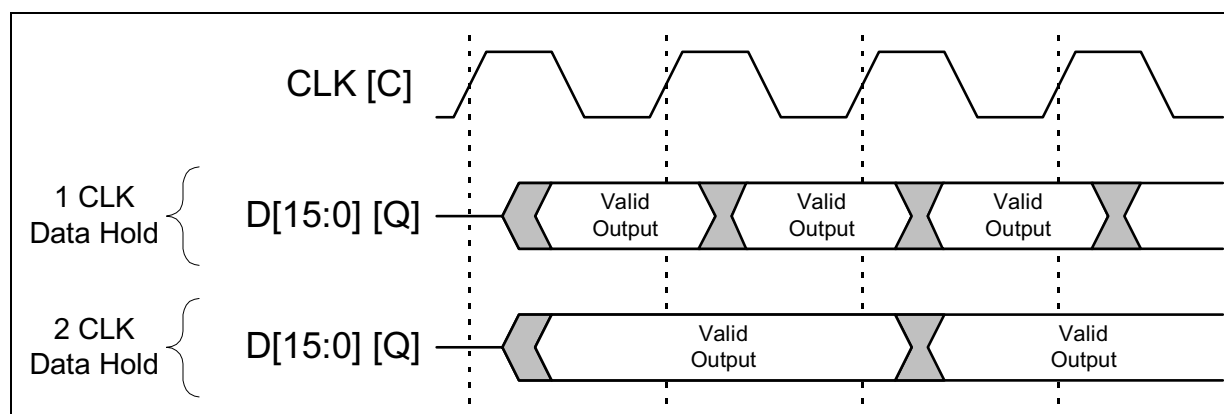 CLK [C]
1 CLK
Data Hold
D[15:0] [Q]
Valid
Output
Valid
Output
Valid
Output
2 CLK
Data Hold
D[15:0] [Q]
Valid
Output
Valid
Output